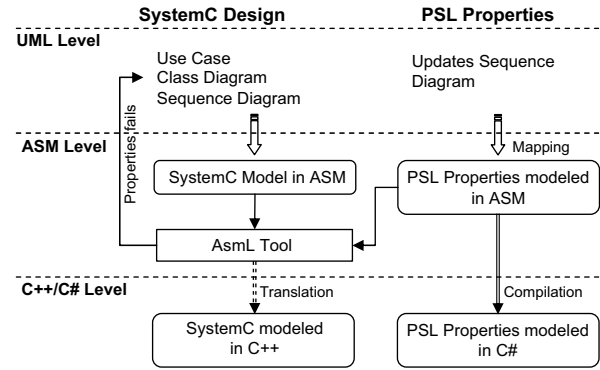 SystemC Design
PSL Properties
UML Level
Use Case
Class Diagram
Sequence Diagram
Updates Sequence
Diagram
Properties fails
ASM Level
Mapping
SystemC Model in ASM
PSL Properties modeled
in ASM
AsmL Tool
C++/C# Level
Translation
Compilation
SystemC modeled
in C++
PSL Properties modeled
in C#